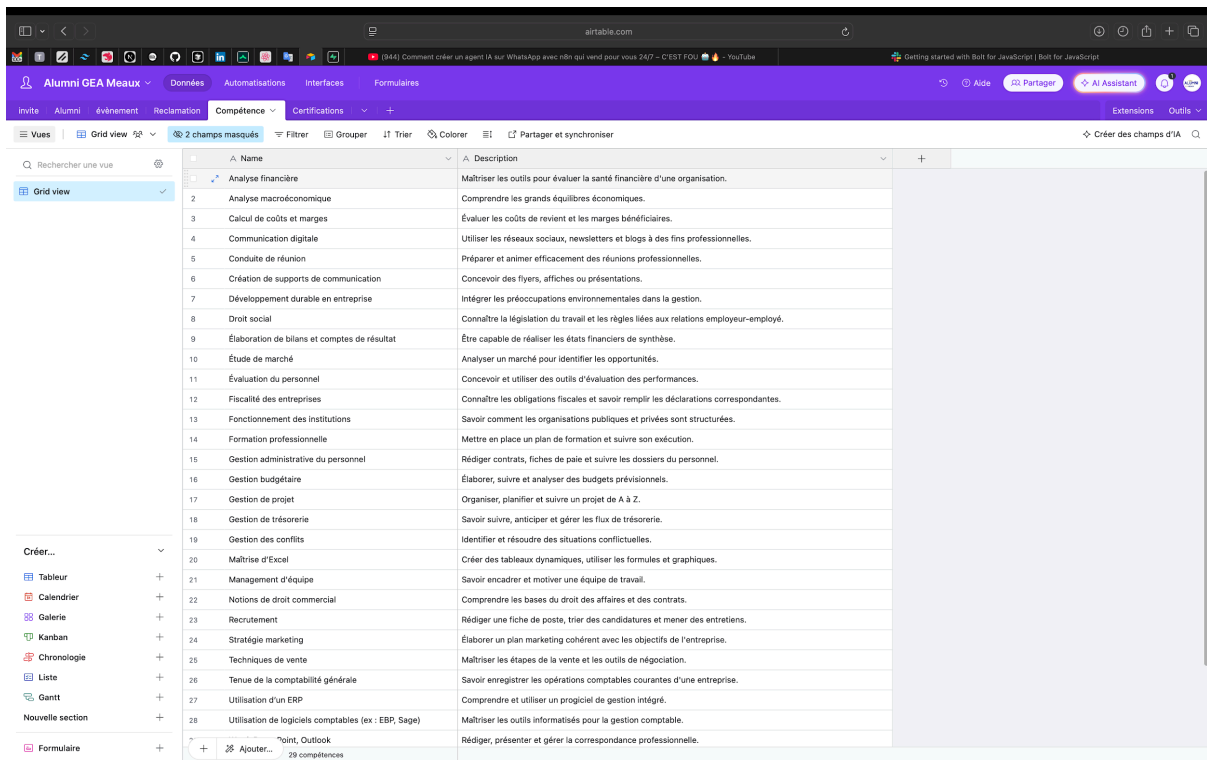 airtable.com
(944) Comment créer un agent IA sur WhatsApp avec n8n qui vend pour vous 24/7 – C'EST FOU - YouTube
Getting started with Bolt for JavaScript | Bolt for JavaScript
Alumni GEA Meaux Données Automatisations Interfaces Formulaires Aide Partager AI Assistant
Invite Alumni évènement Reclamation Compétence Certifications Extensions Outils
Vues Grid view 2 champs masqués Filtrer Grouper Trier Colorer Partager et synchroniser Créer des champs d'IA
Rechercher une vue
Grid view
Name Description
Analyse financière Maîtriser les outils pour évaluer la santé financière d'une organisation.
2 Analyse macroéconomique Comprendre les grands équilibres économiques.
3 Calcul de coûts et marges Évaluer les coûts de revient et les marges bénéficiaires.
4 Communication digitale Utiliser les réseaux sociaux, newsletters et blogs à des fins professionnelles.
5 Conduite de réunion Préparer et animer efficacement des réunions professionnelles.
6 Création de supports de communication Concevoir des flyers, affiches ou présentations.
7 Développement durable en entreprise Intégrer les préoccupations environnementales dans la gestion.
8 Droit social Connaître la législation du travail et les règles liées aux relations employeur-employé.
9 Élaboration de bilans et comptes de résultat Être capable de réaliser les états financiers de synthèse.
10 Étude de marché Analyser un marché pour identifier les opportunités.
11 Évaluation du personnel Concevoir et utiliser des outils d'évaluation des performances.
12 Fiscalité des entreprises Connaître les obligations fiscales et savoir remplir les déclarations correspondantes.
13 Fonctionnement des institutions Savoir comment les organisations publiques et privées sont structurées.
14 Formation professionnelle Mettre en place un plan de formation et suivre son exécution.
15 Gestion administrative du personnel Rédiger contrats, fiches de paie et suivre les dossiers du personnel.
16 Gestion budgétaire Élaborer, suivre et analyser des budgets prévisionnels.
17 Gestion de projet Organiser, planifier et suivre un projet de A à Z.
18 Gestion de trésorerie Savoir suivre, anticiper et gérer les flux de trésorerie.
19 Gestion des conflits Identifier et résoudre des situations conflictuelles.
20 Maîtrise d'Excel Créer des tableaux dynamiques, utiliser les formules et graphiques.
21 Management d'équipe Savoir encadrer et motiver une équipe de travail.
22 Notions de droit commercial Comprendre les bases du droit des affaires et des contrats.
23 Recrutement Rédiger une fiche de poste, trier des candidatures et mener des entretiens.
24 Stratégie marketing Élaborer un plan marketing cohérent avec les objectifs de l'entreprise.
25 Techniques de vente Maîtriser les étapes de la vente et les outils de négociation.
26 Tenue de la comptabilité générale Savoir enregistrer les opérations comptables courantes d'une entreprise.
27 Utilisation d'un ERP Comprendre et utiliser un progiciel de gestion intégré.
28 Utilisation de logiciels comptables (ex : EBP, Sage) Maîtriser les outils informatisés pour la gestion comptable.
Point, Outlook Rédiger, présenter et gérer la correspondance professionnelle.
Ajouter...
29 compétences
Créer...
Tableur
Calendrier
Galerie
Kanban
Chronologie
Liste
Gantt
Nouvelle section
Formulaire